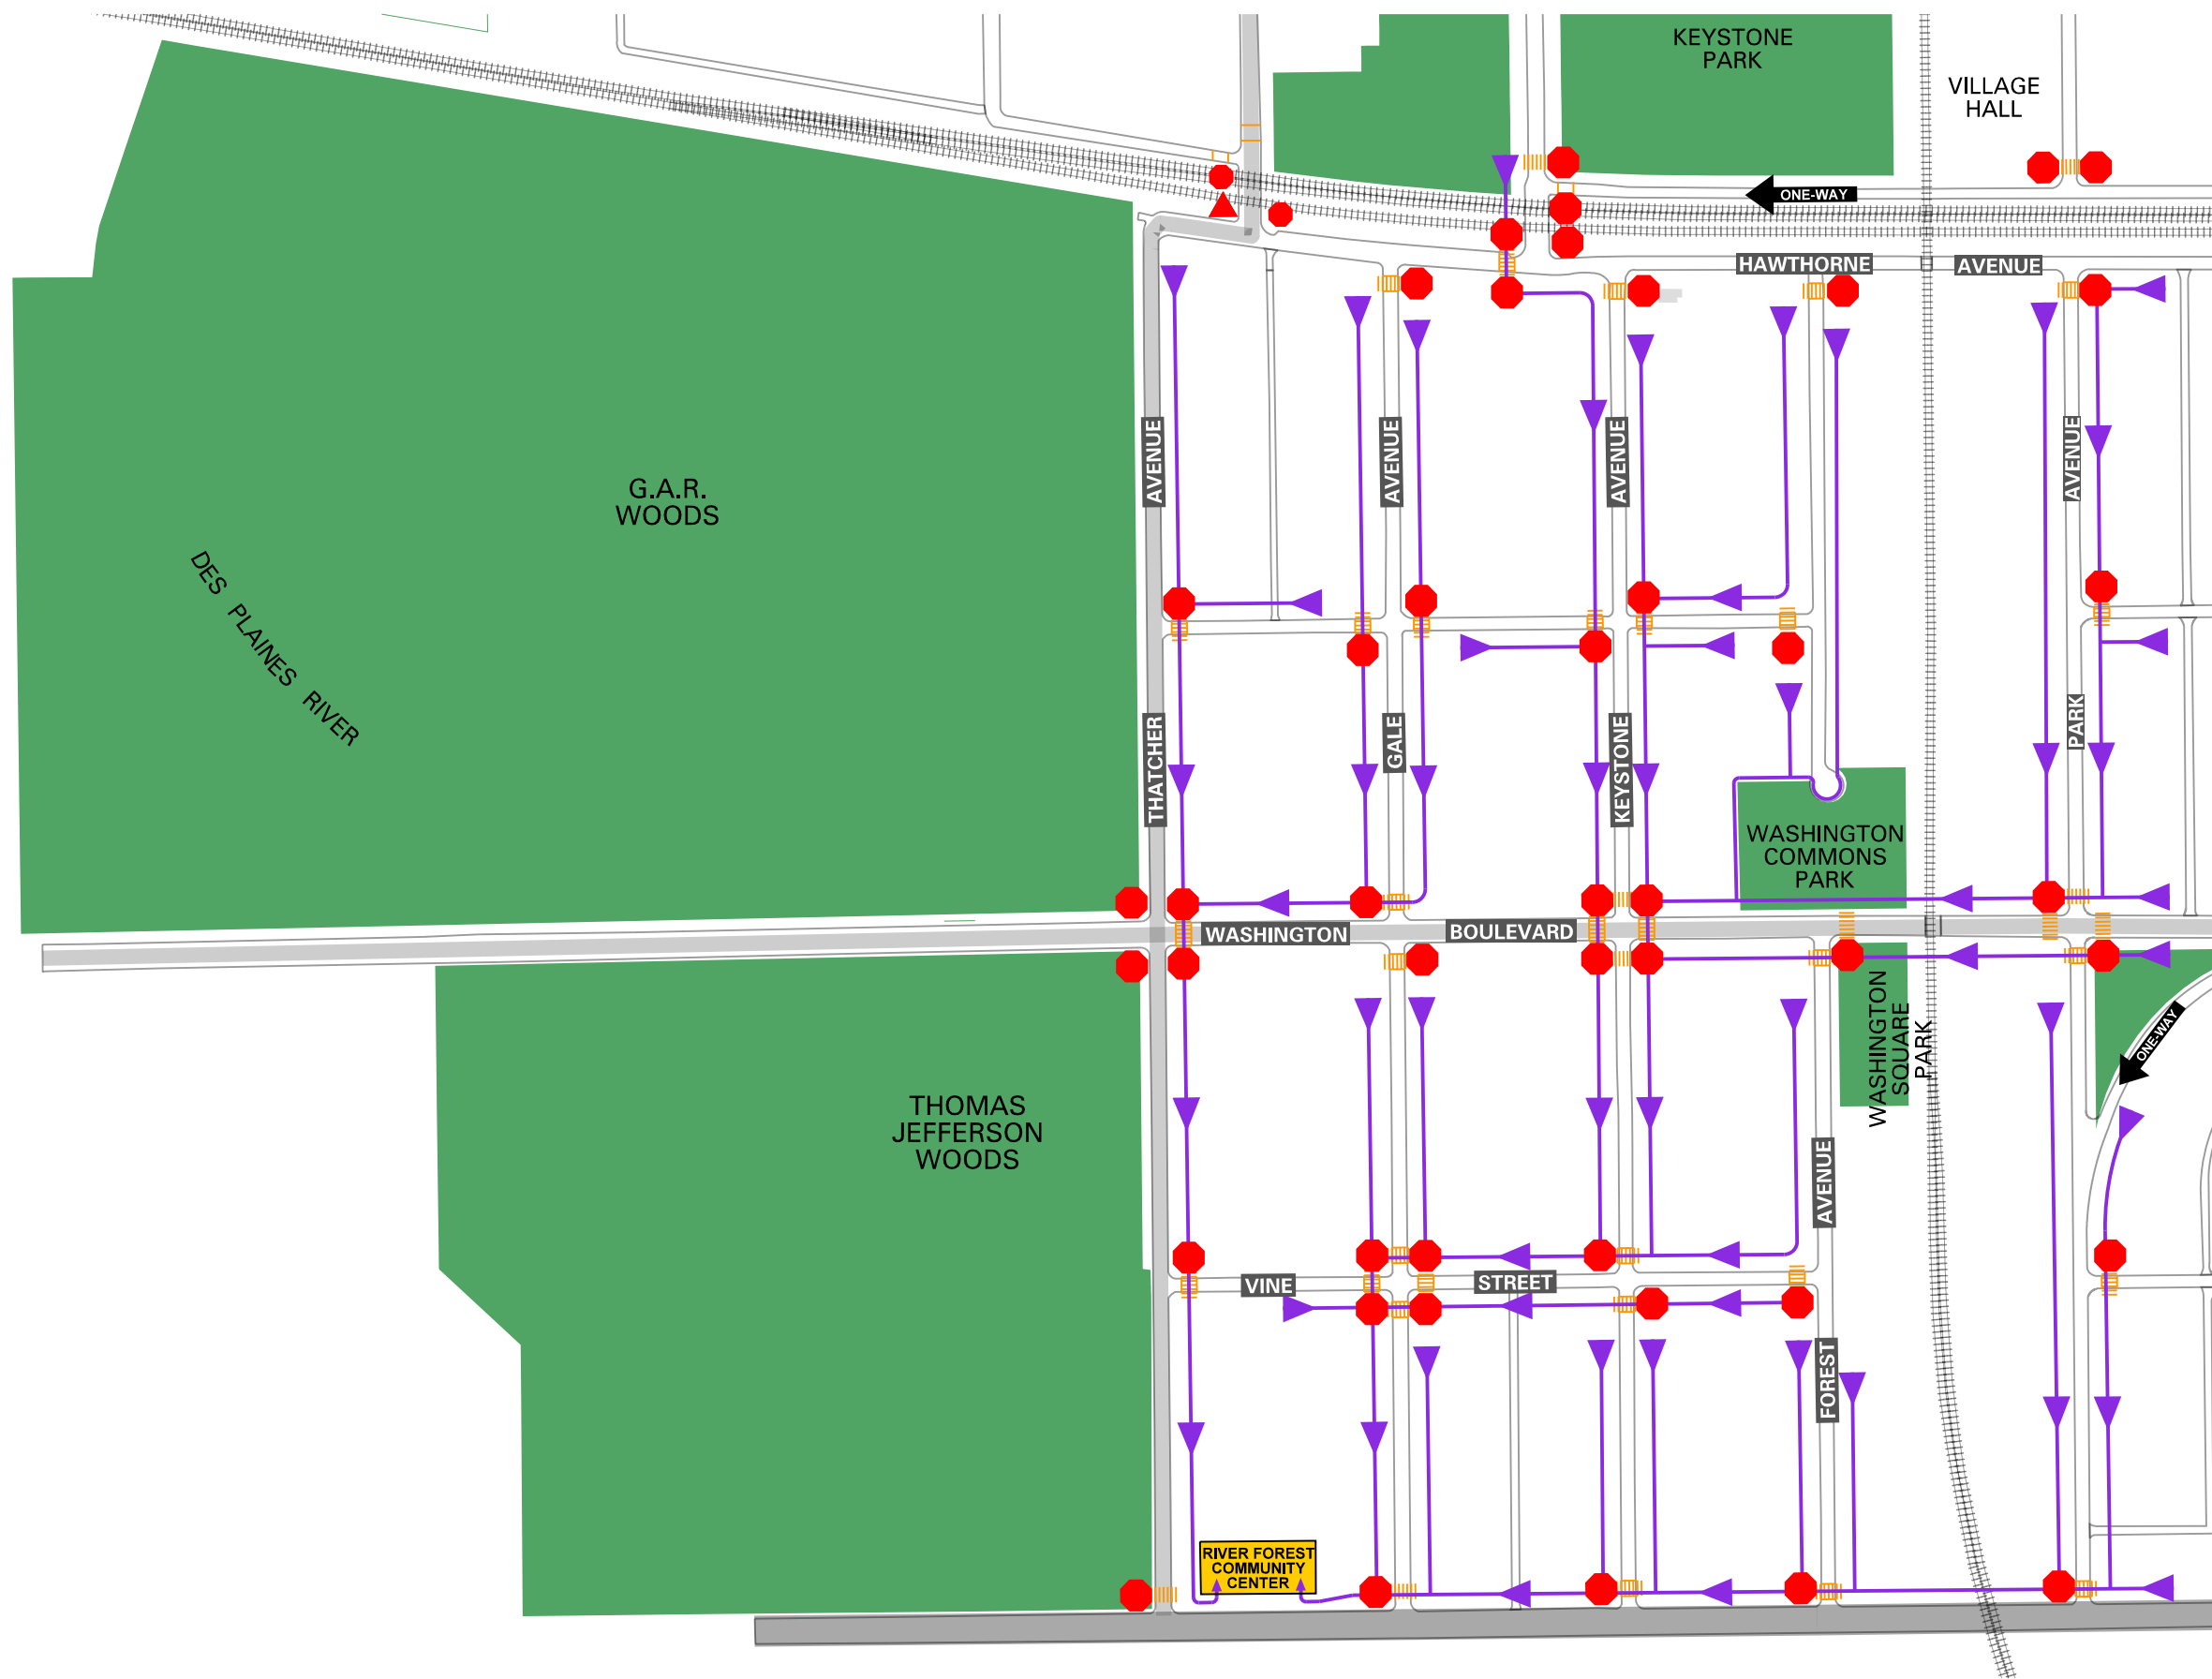 KEYSTONE
PARK
VILLAGE
HALL
ONE-WAY
HAWTHORNE
AVENUE
AVENUE
AVENUE
AVENUE
AVENUE
G.A.R.
WOODS
DES PLAINES RIVER
THATCHER
GALE
KEYSTONE
PARK
WASHINGTON
COMMONS
PARK
WASHINGTON
BOULEVARD
WASHINGTON
SQUARE
PARK
ONE-WAY
THOMAS
JEFFERSON
WOODS
AVENUE
VINE
STREET
FOREST
RIVER FOREST
COMMUNITY
CENTER